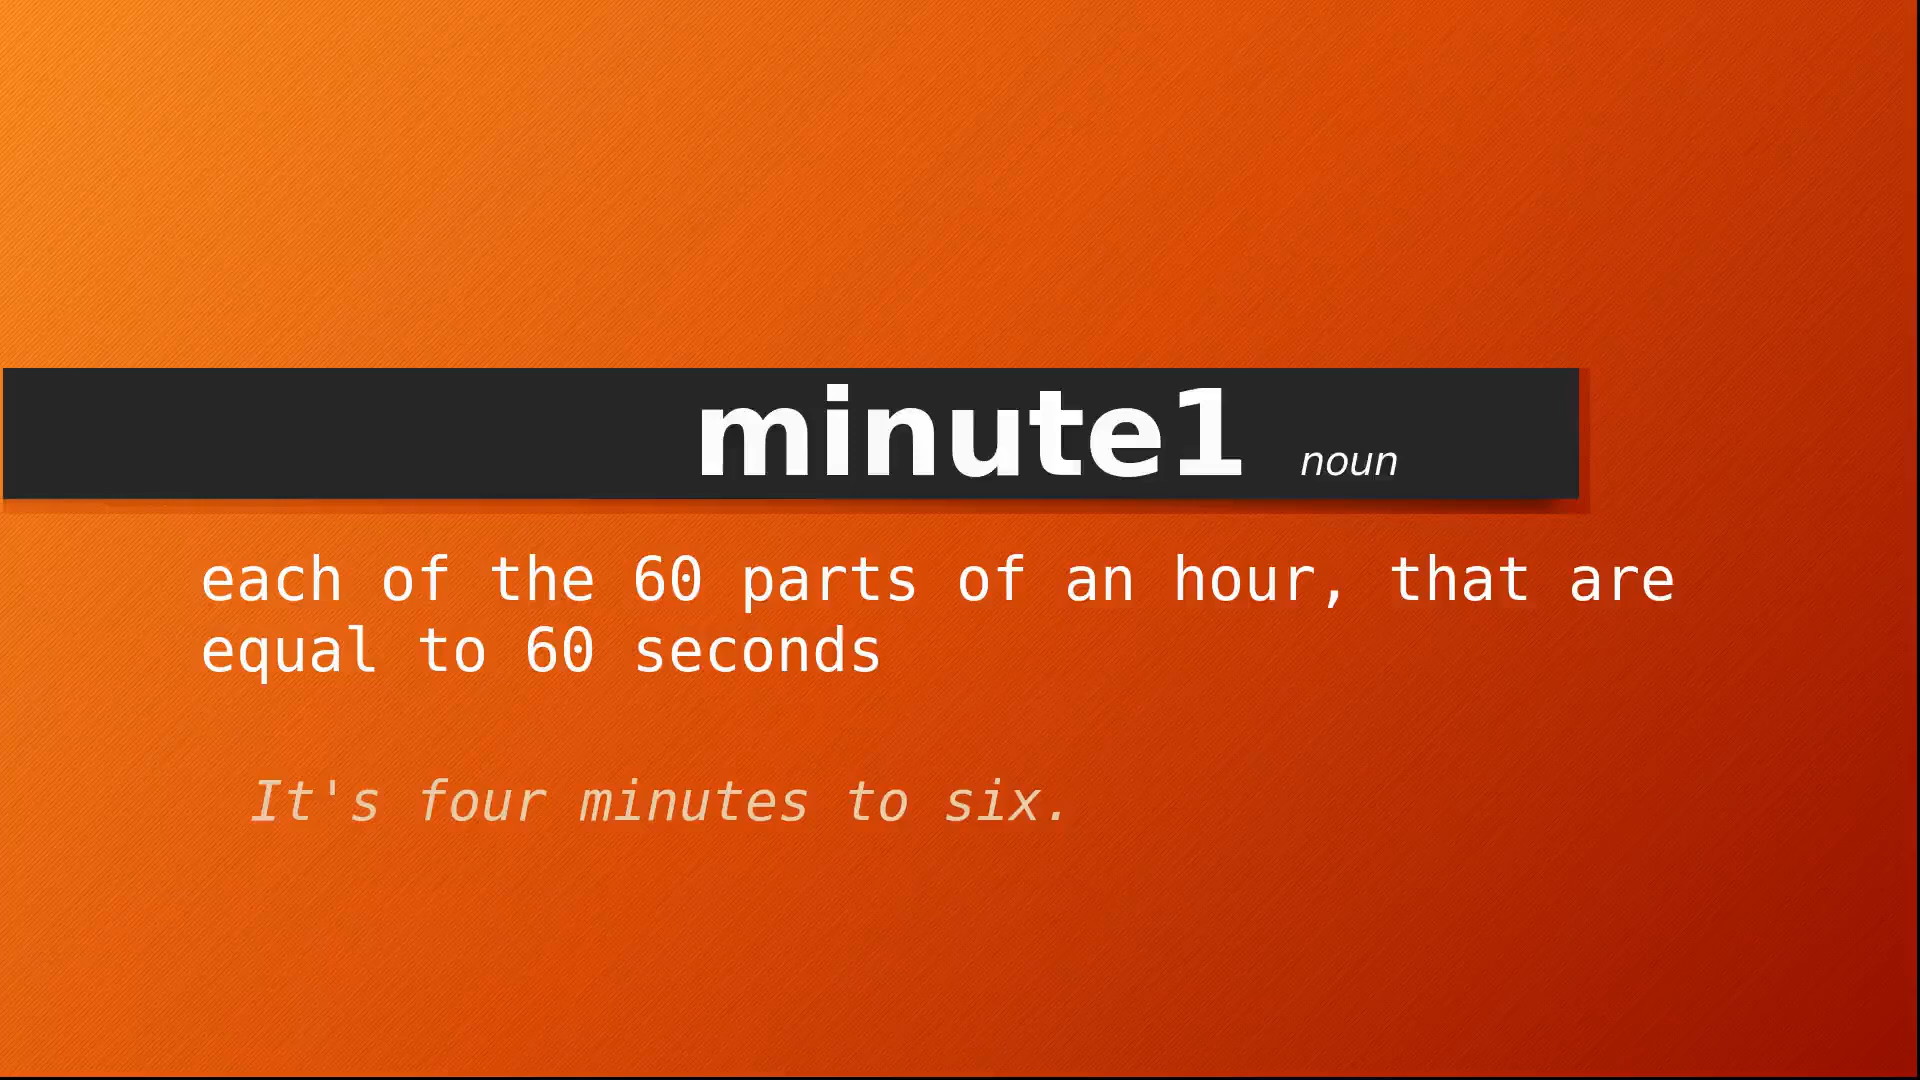 minute1 noun
each of the 60 parts of an hour, that are
equal to 60 seconds
It's four minutes to six.